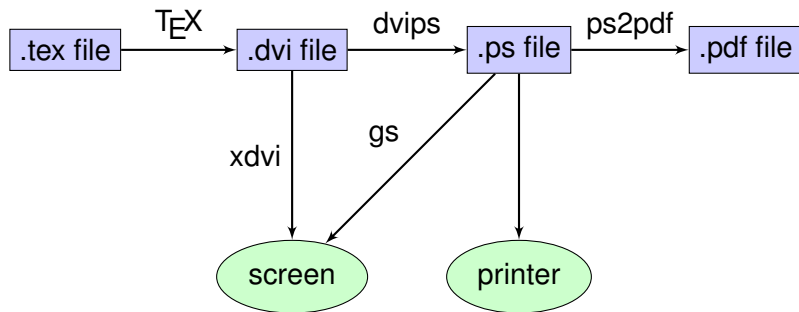 TEX
dvips
ps2pdf
.tex file
.dvi file
.ps file
.pdf file
xdvi
gs
screen
printer